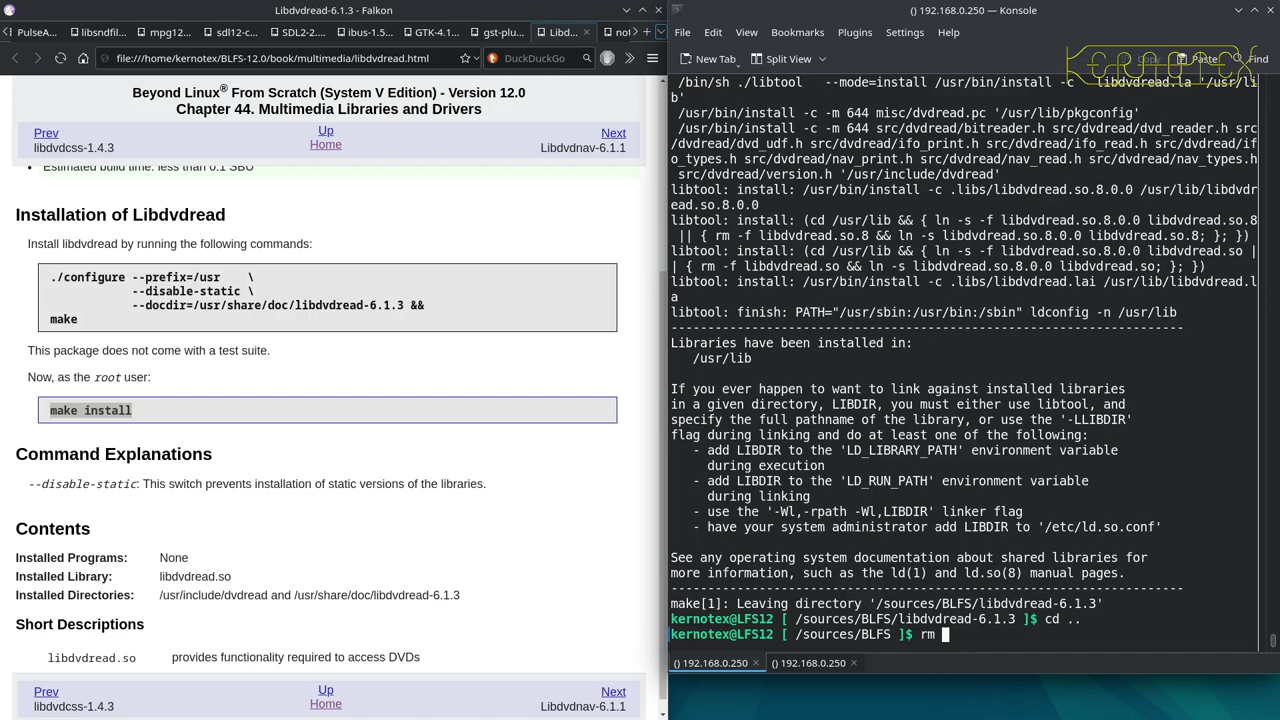 Libdvdread-6.1.3 - Falkon
PulseA...
libsndfil...
mpg12...
sdl12-c...
SDL2-2....
ibus-1.5...
GTK-4.1...
gst-plu...
Libd...
no
file:///home/kernotex/BLFS-12.0/book/multimedia/libdvdread.html
DuckDuckGo
Beyond Linux® From Scratch (System V Edition) - Version 12.0
Chapter 44. Multimedia Libraries and Drivers
Prev
Up
Next
libdvdcss-1.4.3
Home
Libdvdnav-6.1.1
Estimated build time: less than 0.1 SBU
Installation of Libdvdread
Install libdvdread by running the following commands:
./configure --prefix=/usr    \
--disable-static \
--docdir=/usr/share/doc/libdvdread-6.1.3 &&
make
This package does not come with a test suite.
Now, as the root user:
make install
Command Explanations
--disable-static: This switch prevents installation of static versions of the libraries.
Contents
Installed Programs: None
Installed Library: libdvdread.so
Installed Directories: /usr/include/dvdread and /usr/share/doc/libdvdread-6.1.3
Short Descriptions
libdvdread.so provides functionality required to access DVDs
Prev
Up
Next
libdvdcss-1.4.3
Home
Libdvdnav-6.1.1
() 192.168.0.250 — Konsole
File Edit View Bookmarks Plugins Settings Help
New Tab
Split View
Copy
Paste
Find
KERNOTEX
/bin/sh ./libtool   --mode=install /usr/bin/install -c   libdvdread.la '/usr/li
b'
/usr/bin/install -c -m 644 misc/dvdread.pc '/usr/lib/pkgconfig'
/usr/bin/install -c -m 644 src/dvdread/bitreader.h src/dvdread/dvd_reader.h src
/dvdread/dvd_udf.h src/dvdread/ifo_print.h src/dvdread/ifo_read.h src/dvdread/if
o_types.h src/dvdread/nav_print.h src/dvdread/nav_read.h src/dvdread/nav_types.h
src/dvdread/version.h '/usr/include/dvdread'
libtool: install: /usr/bin/install -c .libs/libdvdread.so.8.0.0 /usr/lib/libdvdr
ead.so.8.0.0
libtool: install: (cd /usr/lib && { ln -s -f libdvdread.so.8.0.0 libdvdread.so.8
|| { rm -f libdvdread.so.8 && ln -s libdvdread.so.8.0.0 libdvdread.so.8; }; })
libtool: install: (cd /usr/lib && { ln -s -f libdvdread.so.8.0.0 libdvdread.so |
| { rm -f libdvdread.so && ln -s libdvdread.so.8.0.0 libdvdread.so; }; })
libtool: install: /usr/bin/install -c .libs/libdvdread.lai /usr/lib/libdvdread.l
a
libtool: finish: PATH="/usr/sbin:/usr/bin:/sbin" ldconfig -n /usr/lib
----------------------------------------------------------------------
Libraries have been installed in:
/usr/lib
If you ever happen to want to link against installed libraries
in a given directory, LIBDIR, you must either use libtool, and
specify the full pathname of the library, or use the '-LLIBDIR'
flag during linking and do at least one of the following:
- add LIBDIR to the 'LD_LIBRARY_PATH' environment variable
during execution
- add LIBDIR to the 'LD_RUN_PATH' environment variable
during linking
- use the '-Wl,-rpath -Wl,LIBDIR' linker flag
- have your system administrator add LIBDIR to '/etc/ld.so.conf'
See any operating system documentation about shared libraries for
more information, such as the ld(1) and ld.so(8) manual pages.
----------------------------------------------------------------------
make[1]: Leaving directory '/sources/BLFS/libdvdread-6.1.3'
kernotex@LFS12 [ /sources/BLFS/libdvdread-6.1.3 ]$ cd ..
kernotex@LFS12 [ /sources/BLFS ]$ rm
() 192.168.0.250
() 192.168.0.250